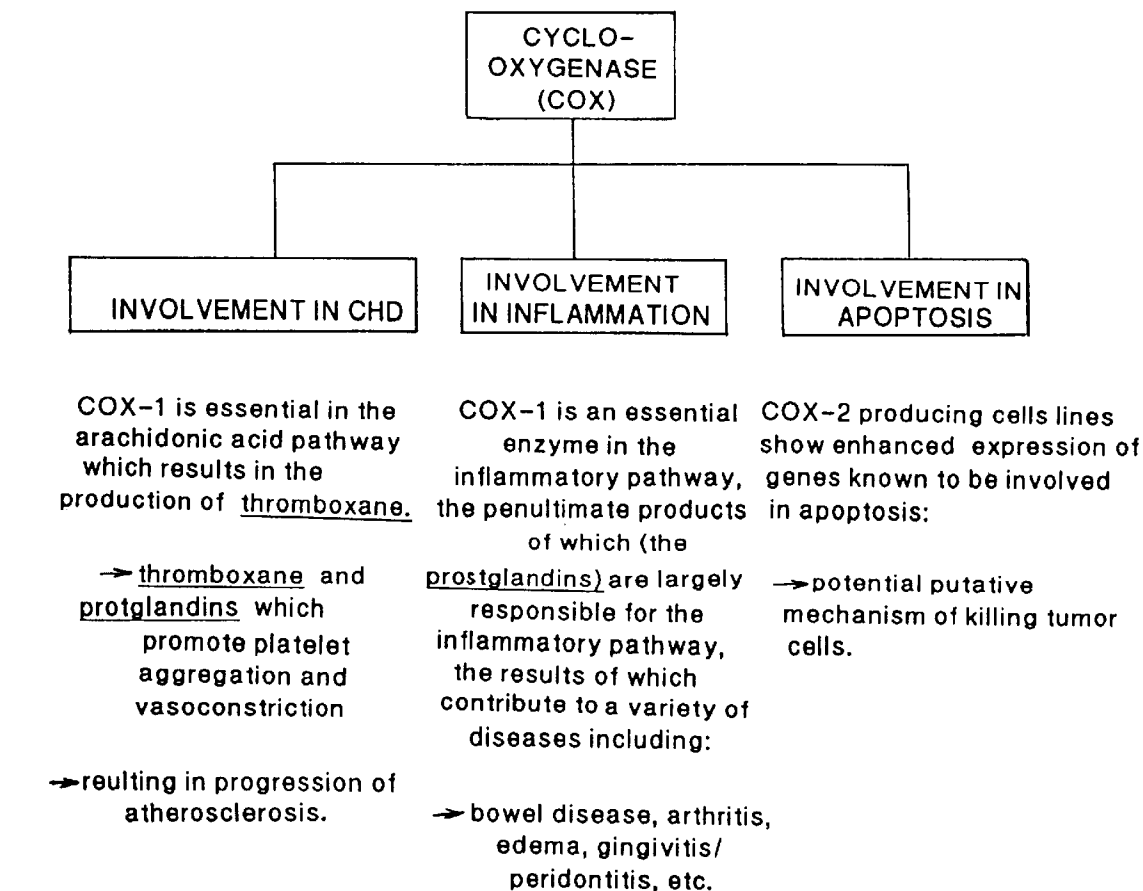 CYCLO-
OXYGENASE
(COX)
INVOLVEMENT IN CHD
INVOLVEMENT
IN INFLAMMATION
INVOLVEMENT IN
APOPTOSIS
COX-1 is essential in the
arachidonic acid pathway
which results in the
production of thromboxane.
→ thromboxane and
protglandins which
promote platelet
aggregation and
vasoconstriction
→ reulting in progression of
atherosclerosis.
COX-1 is an essential
enzyme in the
inflammatory pathway,
the penultimate products
of which (the
prostglandins) are largely
responsible for the
inflammatory pathway,
the results of which
contribute to a variety of
diseases including:
→ bowel disease, arthritis,
edema, gingivitis/
peridontitis, etc.
COX-2 producing cells lines
show enhanced expression of
genes known to be involved
in apoptosis:
→ potential putative
mechanism of killing tumor
cells.